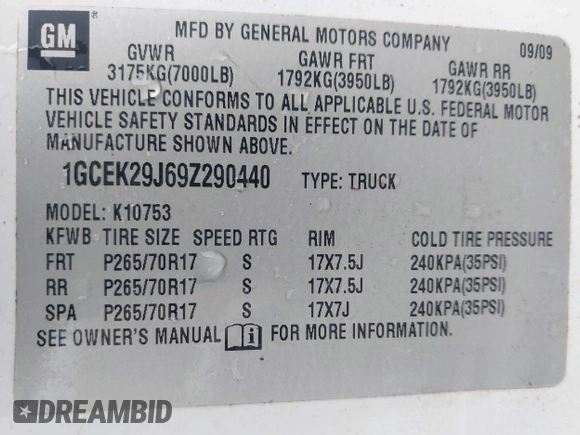 GM
MFD BY GENERAL MOTORS COMPANY
09/09
GVWR GAWR FRT GAWR RR
3175KG(7000LB) 1792KG(3950LB) 1792KG(3950LB)
THIS VEHICLE CONFORMS TO ALL APPLICABLE U.S. FEDERAL MOTOR
VEHICLE SAFETY STANDARDS IN EFFECT ON THE DATE OF
MANUFACTURE SHOWN ABOVE.
1GCEK29J69Z290440 TYPE: TRUCK
MODEL: K10753
KFWB TIRE SIZE SPEED RTG RIM COLD TIRE PRESSURE
FRT P265/70R17 S 17X7.5J 240KPA(35PSI)
RR P265/70R17 S 17X7.5J 240KPA(35PSI)
SPA P265/70R17 S 17X7J 240KPA(35PSI)
SEE OWNER'S MANUAL i FOR MORE INFORMATION.
DREAMBID